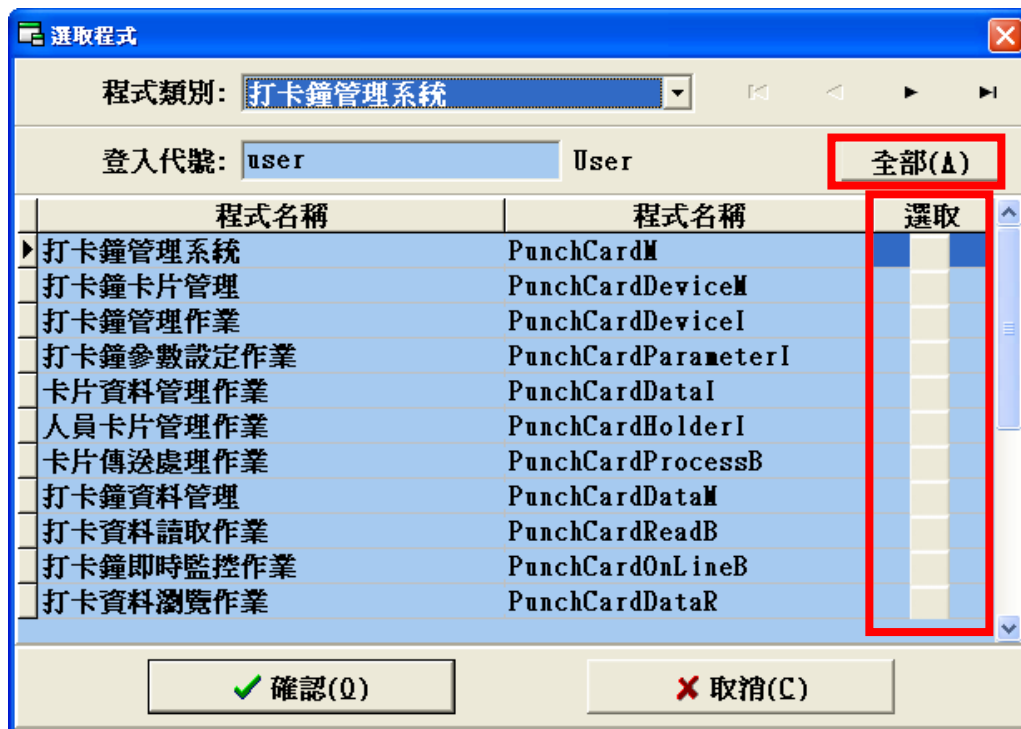 選取程式
程式類別: 打卡鐘管理系統
登入代號: user User 全部(A)
程式名稱 程式名稱 選取
打卡鐘管理系統 PunchCardM
打卡鐘卡片管理 PunchCardDeviceM
打卡鐘管理作業 PunchCardDeviceI
打卡鐘參數設定作業 PunchCardParameterI
卡片資料管理作業 PunchCardDataI
人員卡片管理作業 PunchCardHolderI
卡片傳送處理作業 PunchCardProcessB
打卡鐘資料管理 PunchCardDataM
打卡資料讀取作業 PunchCardReadB
打卡鐘即時監控作業 PunchCardOnLineB
打卡資料瀏覽作業 PunchCardDataR
確認(O) 取消(C)